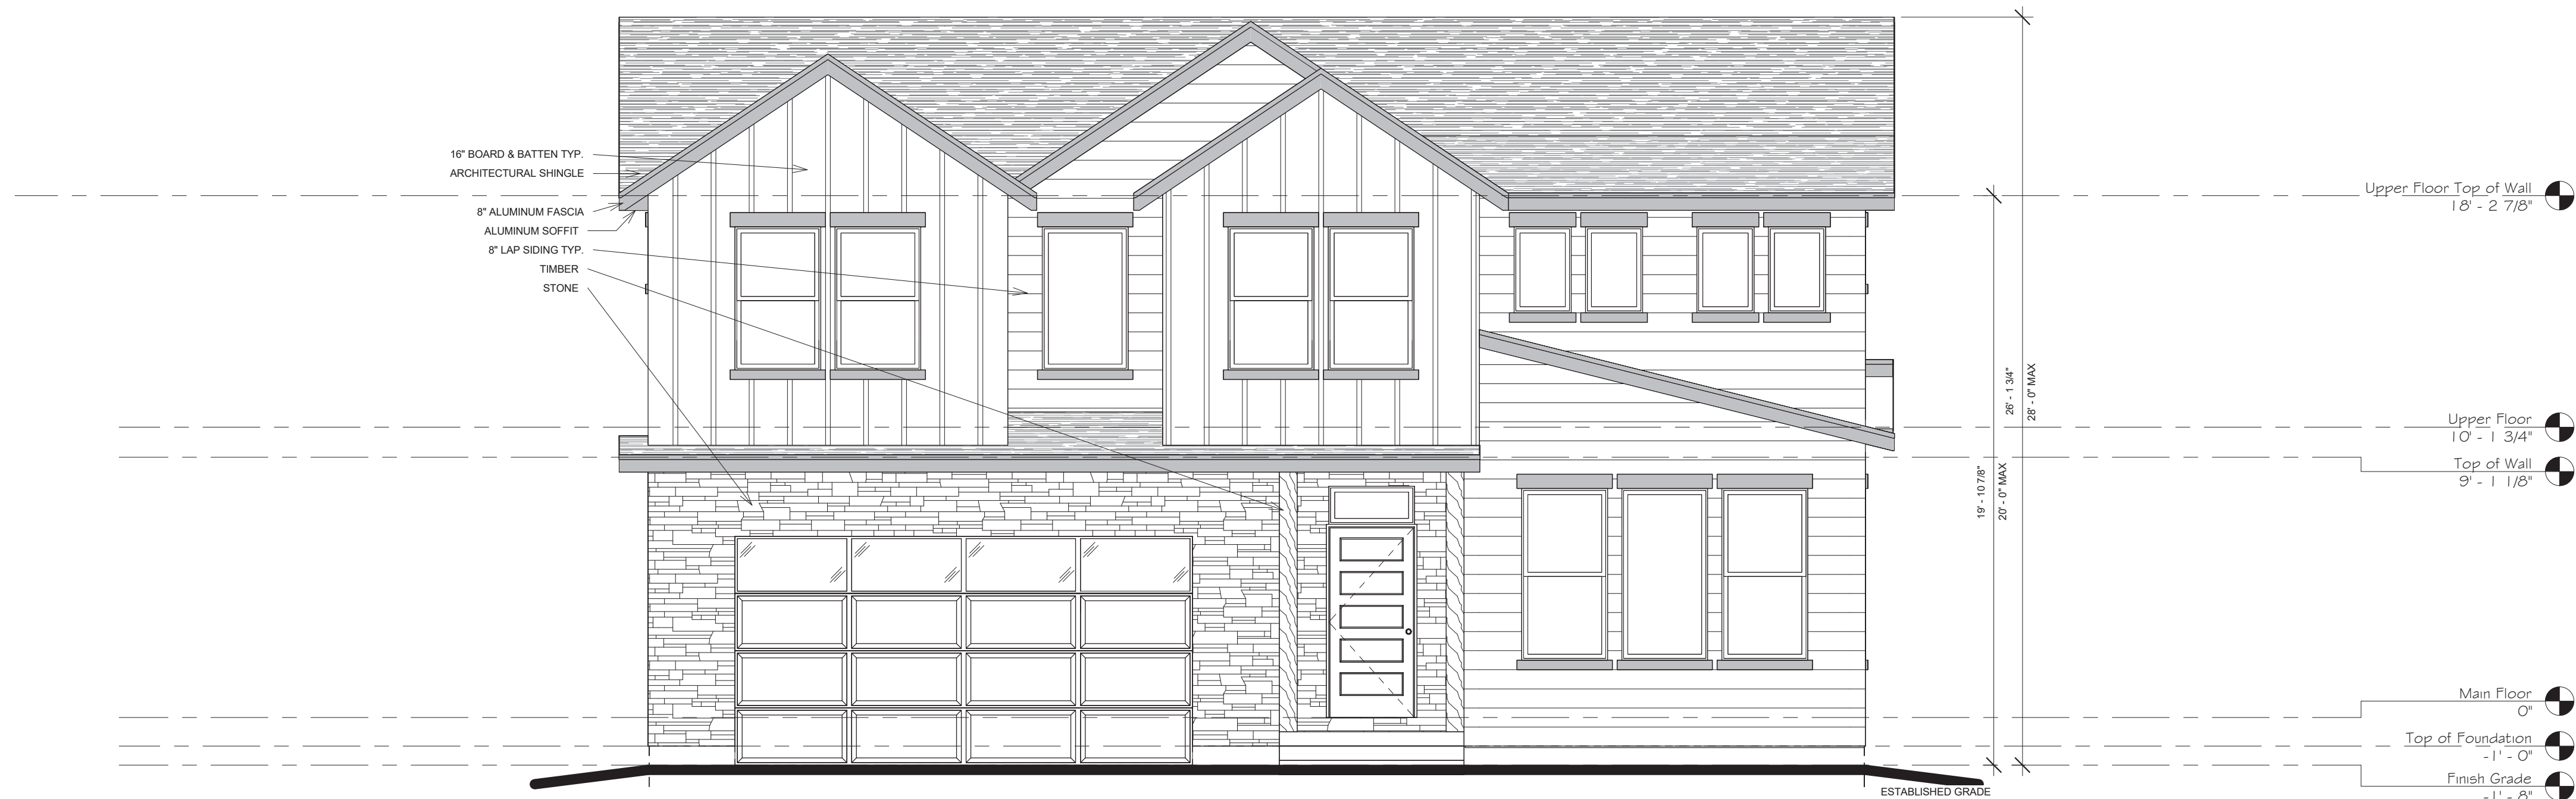 16" BOARD & BATTEN TYP.
ARCHITECTURAL SHINGLE
8" ALUMINUM FASCIA
ALUMINUM SOFFIT
8" LAP SIDING TYP.
TIMBER
STONE
Upper Floor Top of Wall
18' - 2 7/8"
26' - 1 3/4"
28' - 0" MAX
Upper Floor
10' - 1 3/4"
Top of Wall
9' - 1 1/8"
19' - 10 7/8"
20' - 0" MAX
Main Floor
0"
Top of Foundation
-1' - 0"
Finish Grade
-1' - 8"
ESTABLISHED GRADE